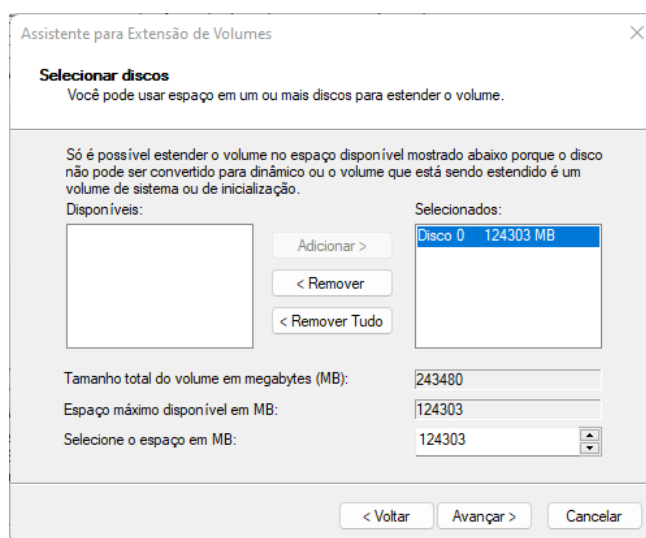 Assistente para Extensão de Volumes
Selecionar discos
Você pode usar espaço em um ou mais discos para estender o volume.
Só é possível estender o volume no espaço disponível mostrado abaixo porque o disco
não pode ser convertido para dinâmico ou o volume que está sendo estendido é um
volume de sistema ou de inicialização.
Disponíveis:
Selecionados:
Adicionar >
< Remover
< Remover Tudo
Disco 0 124303 MB
Tamanho total do volume em megabytes (MB): 243480
Espaço máximo disponível em MB: 124303
Selecione o espaço em MB: 124303
< Voltar
Avançar >
Cancelar